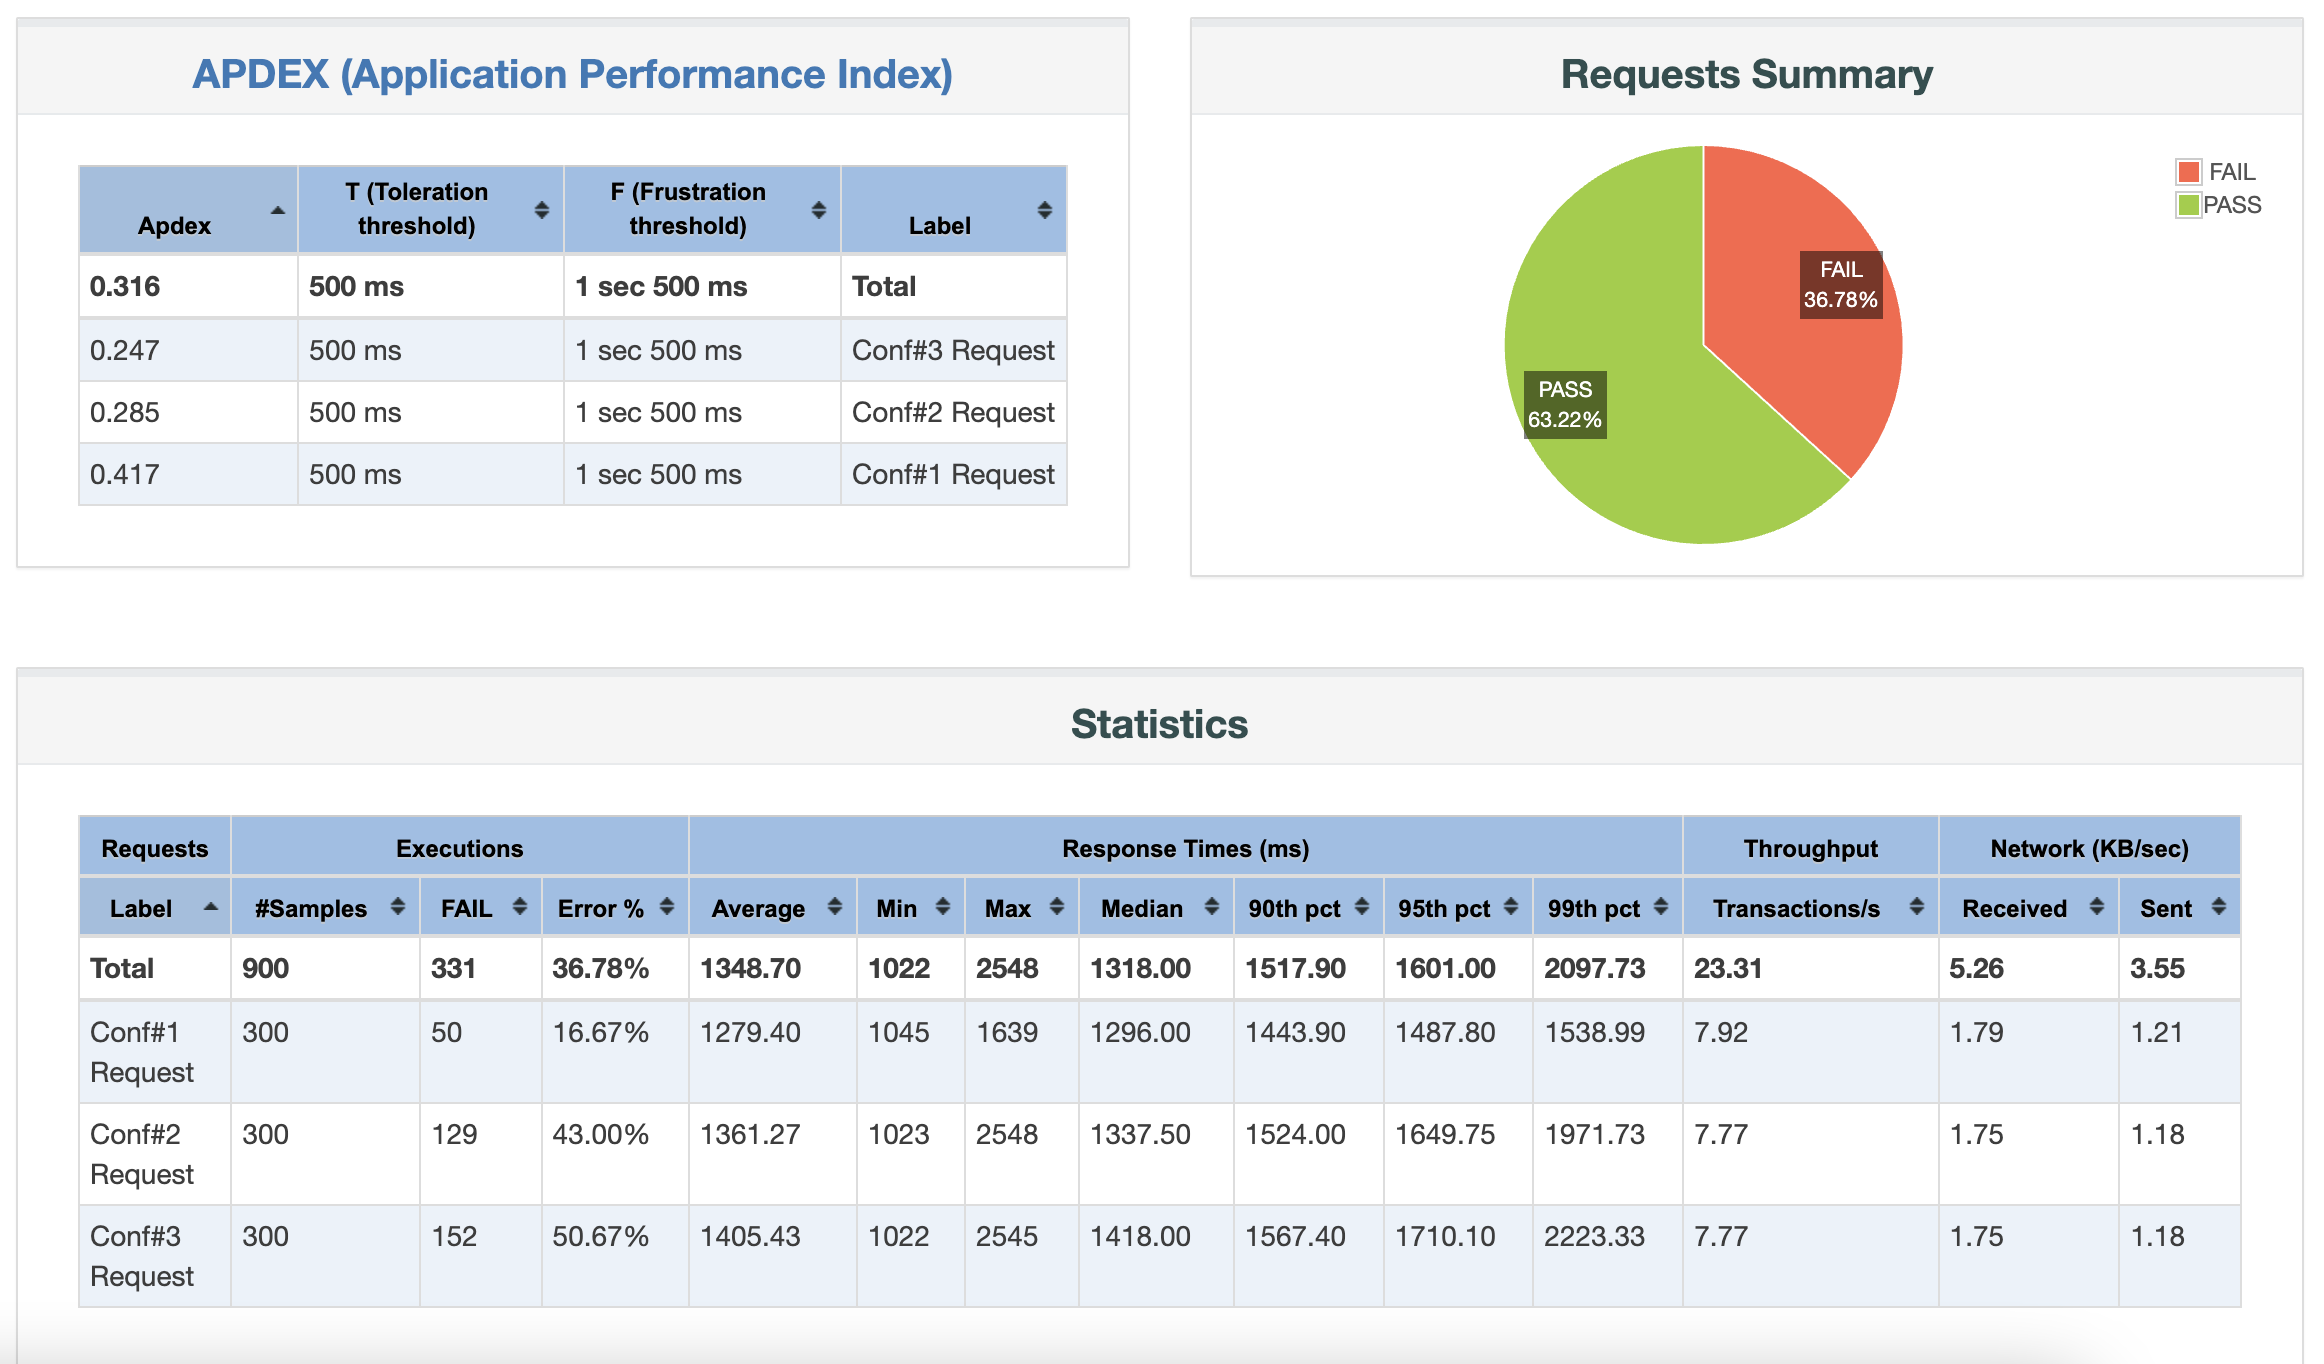 APDEX (Application Performance Index)
Apdex T (Toleration threshold) F (Frustration threshold) Label
0.316 500 ms 1 sec 500 ms Total
0.247 500 ms 1 sec 500 ms Conf#3 Request
0.285 500 ms 1 sec 500 ms Conf#2 Request
0.417 500 ms 1 sec 500 ms Conf#1 Request
Requests Summary
FAIL
PASS
FAIL
36.78%
PASS
63.22%
Statistics
Requests Executions Response Times (ms) Throughput Network (KB/sec)
Label #Samples FAIL Error % Average Min Max Median 90th pct 95th pct 99th pct Transactions/s Received Sent
Total 900 331 36.78% 1348.70 1022 2548 1318.00 1517.90 1601.00 2097.73 23.31 5.26 3.55
Conf#1 Request 300 50 16.67% 1279.40 1045 1639 1296.00 1443.90 1487.80 1538.99 7.92 1.79 1.21
Conf#2 Request 300 129 43.00% 1361.27 1023 2548 1337.50 1524.00 1649.75 1971.73 7.77 1.75 1.18
Conf#3 Request 300 152 50.67% 1405.43 1022 2545 1418.00 1567.40 1710.10 2223.33 7.77 1.75 1.18